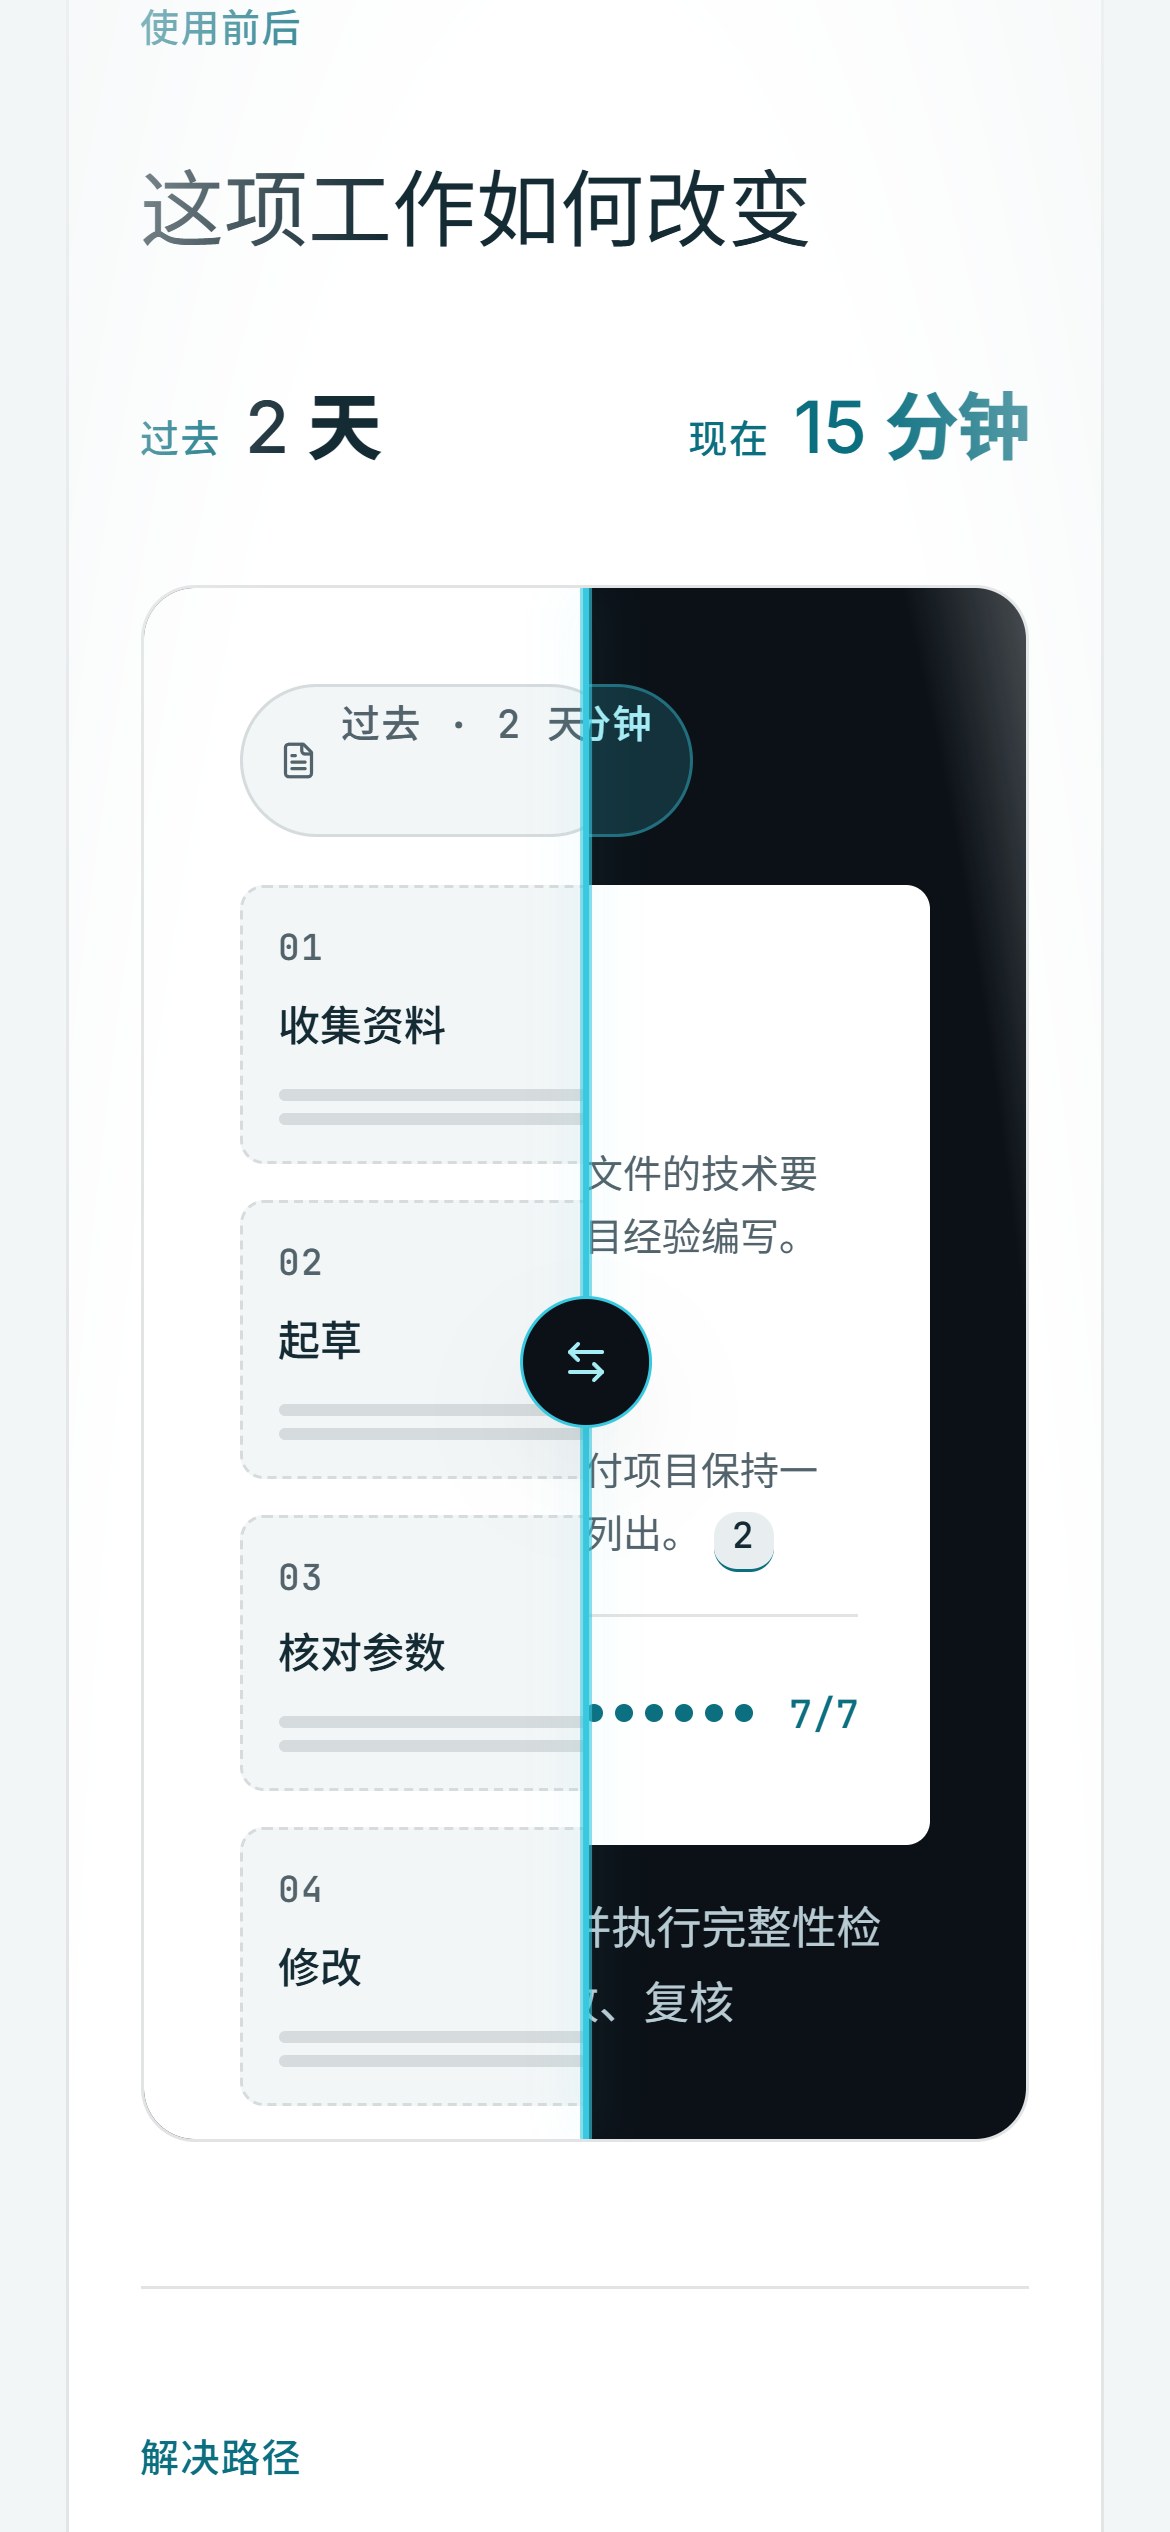 使用前后
这项工作如何改变
过去 2 天
现在 15 分钟
过去 · 2 天
分钟
01
收集资料
文件的技术要
目经验编写。
02
起草
付项目保持一
列出。 2
03
核对参数
7/7
04
修改
并执行完整性检
、复核
解决路径